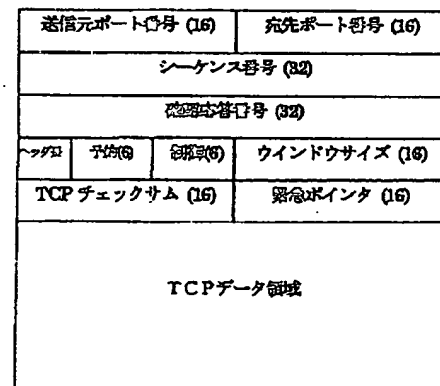 送信元ポート番号 (16) 宛先ポート番号 (16)
シーケンス番号 (32)
確認応答番号 (32)
ヘッダ長 予約(6) 制御(6) ウインドウサイズ (16)
TCP チェックサム (16) 緊急ポインタ (16)
TCPデータ領域